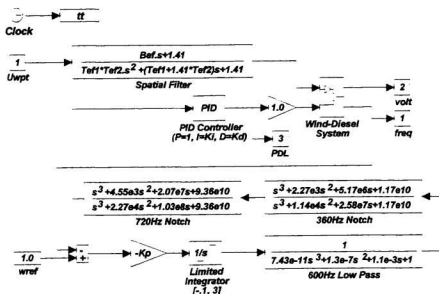 tt
Clock
1
Uwpt
Bef.s+1.41
Tef1*Tef2.s²+(Tef1+1.41*Tef2)s+1.41
Spatial Filter
PID
PID Controller
(P=1, I=Ki, D=Kd)
1.0
3
PDL
Wind-Diesel
System
2
volt
1
freq
s³+4.55e3s²+2.07e7s+9.36e10
s³+2.27e4s²+1.03e8s+9.36e10
720Hz Notch
s³+2.27e3s²+5.17e6s+1.17e10
s³+1.14e4s²+2.58e7s+1.17e10
360Hz Notch
1.0
wref
-
+
-Kp
1/s
Limited
Integrator
[-.1, 3]
1
7.43e-11s³+1.3e-7s²+1.1e-3s+1
600Hz Low Pass